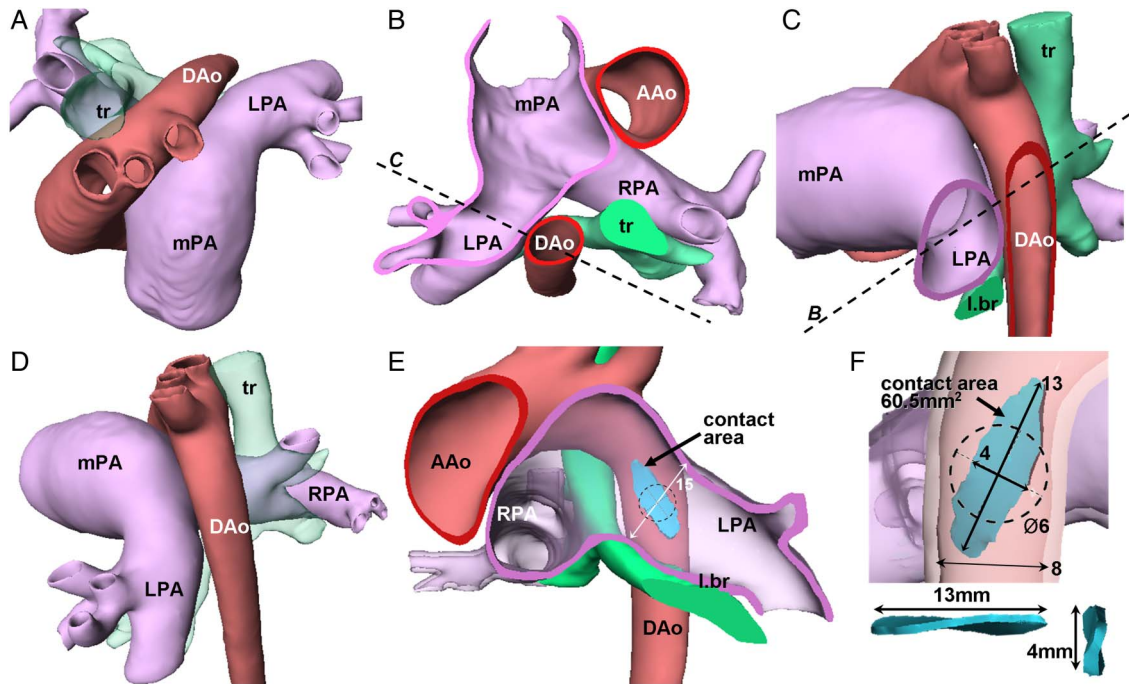 A
DAo
LPA
tr
mPA
B
mPA
AAo
C
RPA
tr
LPA
DAo
C
tr
mPA
DAo
LPA
B
l.br
D
tr
mPA
RPA
DAo
LPA
E
contact
area
AAo
15
RPA
LPA
l.br
DAo
F
contact area
60.5mm²
13
4
Ø6
8
13mm
4mm